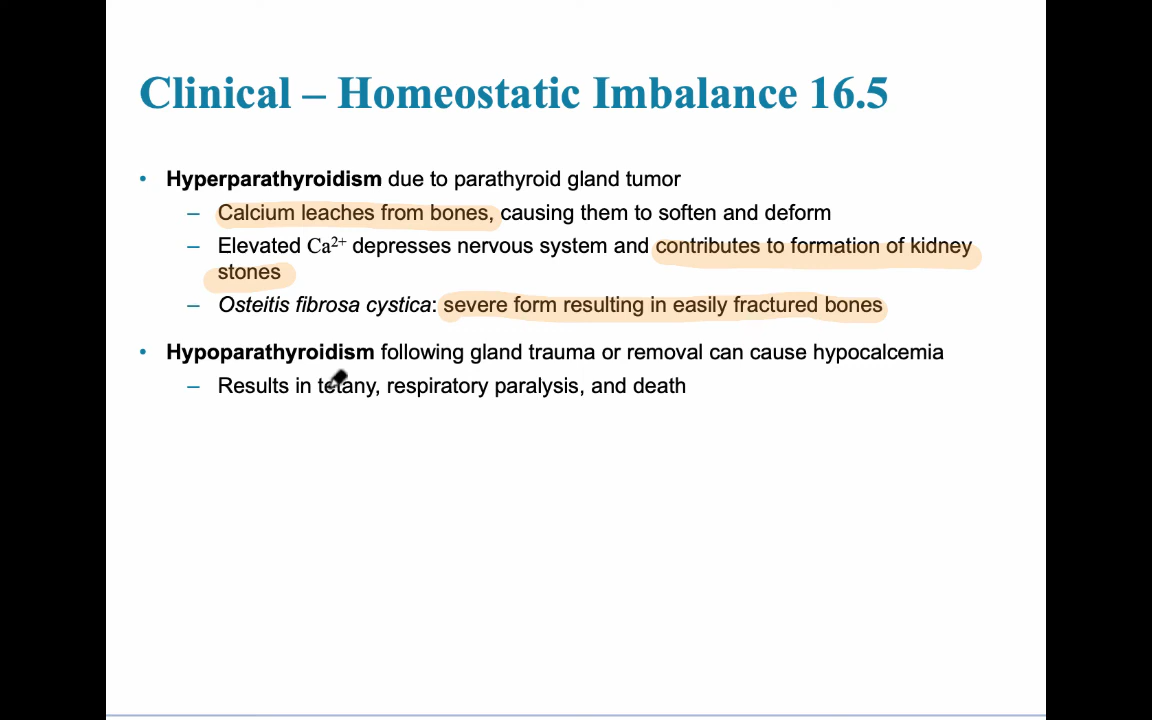 Clinical – Homeostatic Imbalance 16.5
• Hyperparathyroidism due to parathyroid gland tumor
– Calcium leaches from bones, causing them to soften and deform
– Elevated Ca²⁺ depresses nervous system and contributes to formation of kidney
stones
– Osteitis fibrosa cystica: severe form resulting in easily fractured bones
• Hypoparathyroidism following gland trauma or removal can cause hypocalcemia
– Results in tetany, respiratory paralysis, and death